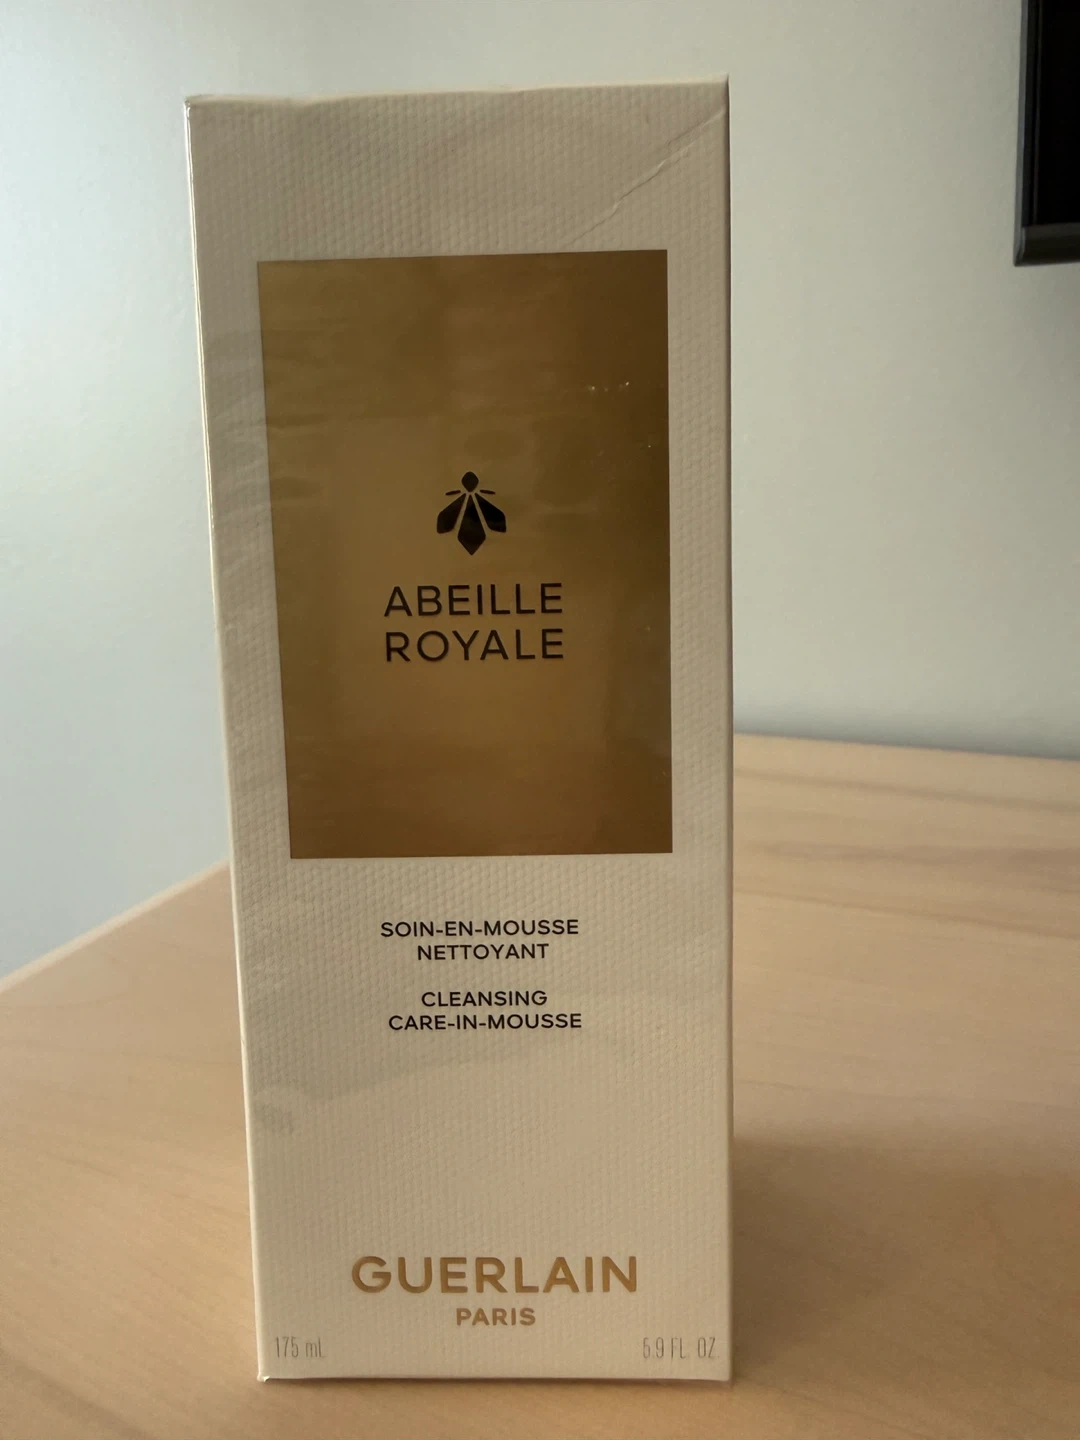 ABEILLE
ROYALE
SOIN-EN-MOUSSE
NETTOYANT
CLEANSING
CARE-IN-MOUSSE
GUERLAIN
PARIS
175 mL
5.9 FL. OZ